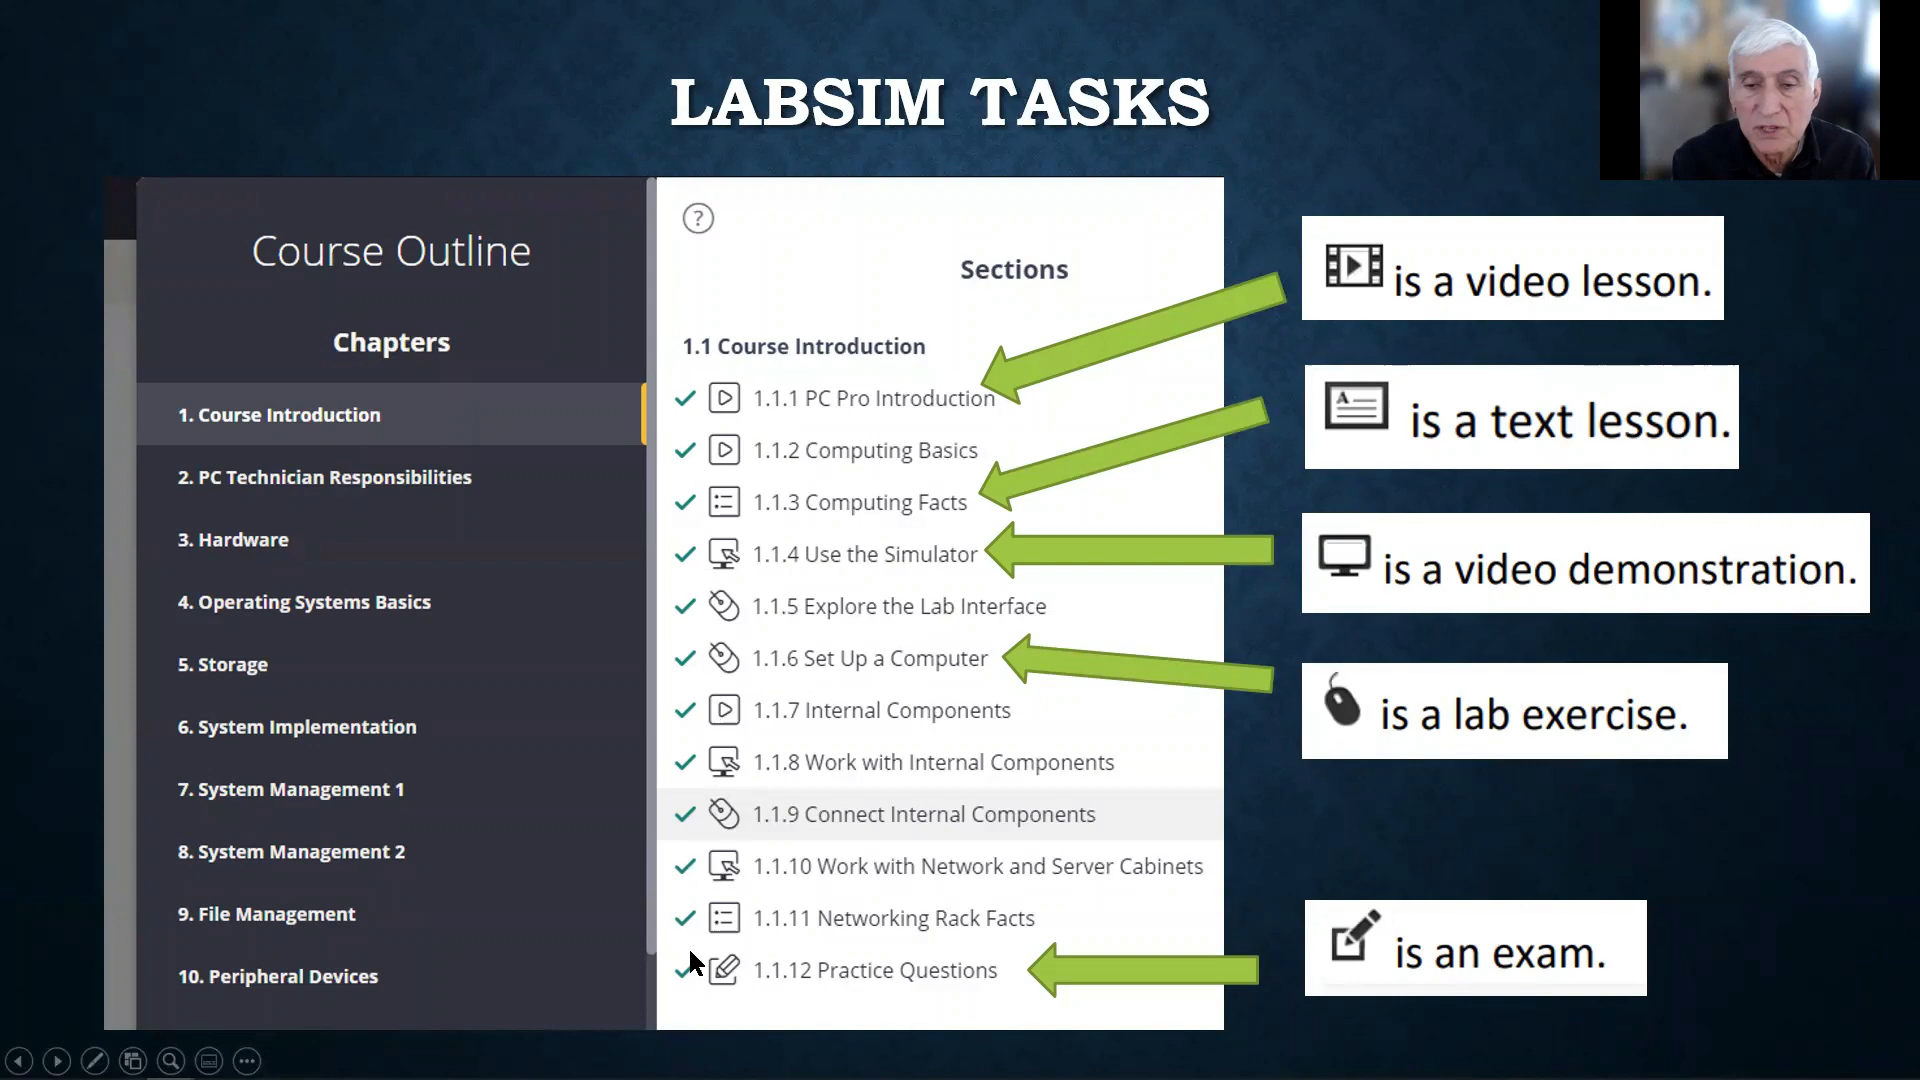 LABSIM TASKS
Course Outline
Chapters
1. Course Introduction
2. PC Technician Responsibilities
3. Hardware
4. Operating Systems Basics
5. Storage
6. System Implementation
7. System Management 1
8. System Management 2
9. File Management
10. Peripheral Devices
?
Sections
1.1 Course Introduction
1.1.1 PC Pro Introduction
1.1.2 Computing Basics
1.1.3 Computing Facts
1.1.4 Use the Simulator
1.1.5 Explore the Lab Interface
1.1.6 Set Up a Computer
1.1.7 Internal Components
1.1.8 Work with Internal Components
1.1.9 Connect Internal Components
1.1.10 Work with Network and Server Cabinets
1.1.11 Networking Rack Facts
1.1.12 Practice Questions
is a video lesson.
A
is a text lesson.
is a video demonstration.
is a lab exercise.
is an exam.